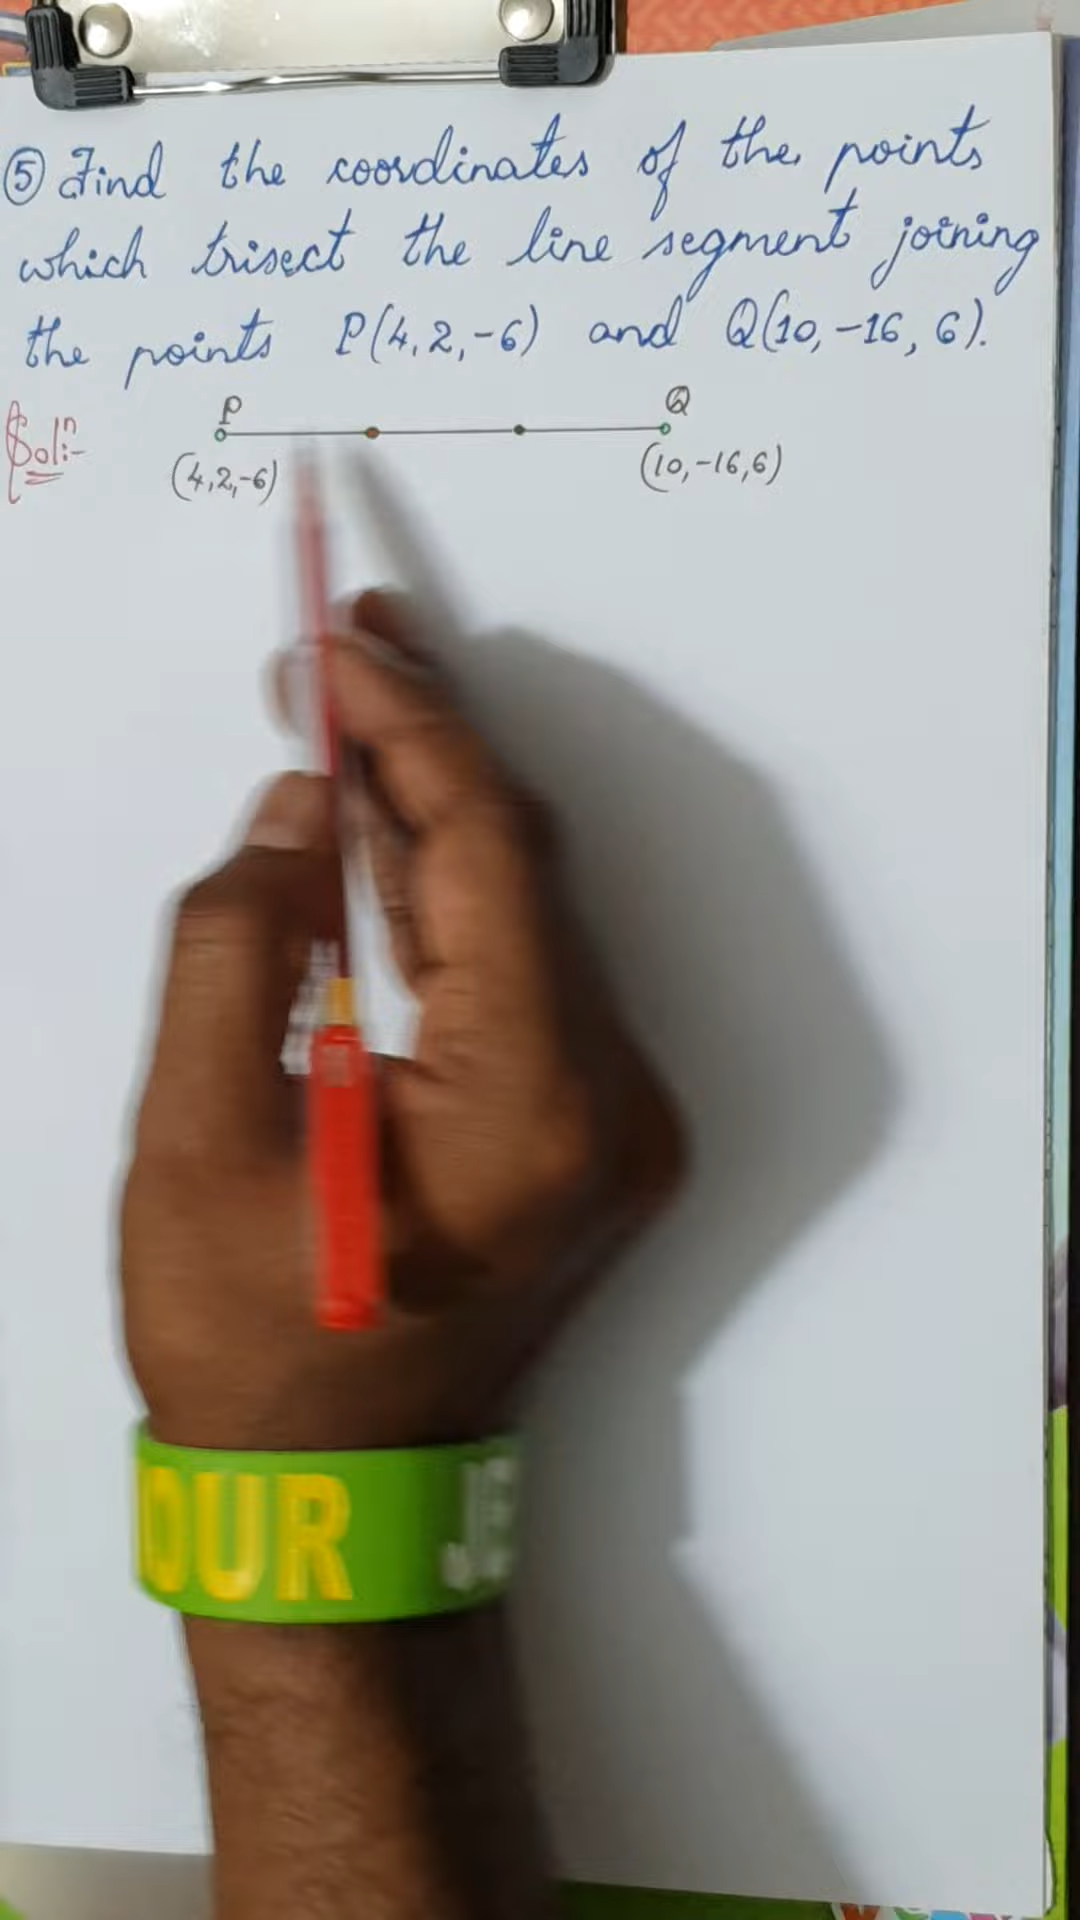 ⑤ Find the coordinates of the points
which trisect the line segment joining
the points P(4,2,-6) and Q(10,-16, 6).
Solⁿ:-
P Q
(4,2,-6) (10,-16,6)
OUR